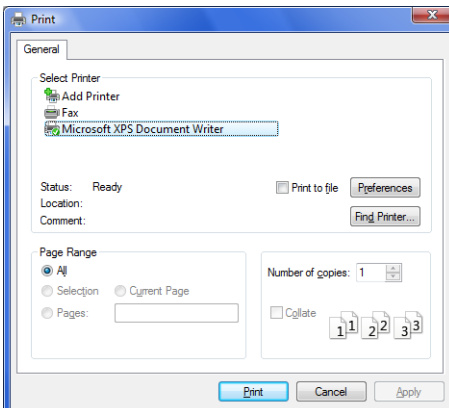 Print
General
Select Printer
Add Printer
Fax
Microsoft XPS Document Writer
Status: Ready
Print to file
Preferences
Location:
Comment:
Find Printer...
Page Range
All
Number of copies: 1
Selection
Current Page
Pages:
Collate
1 1 2 2 3 3
Print
Cancel
Apply